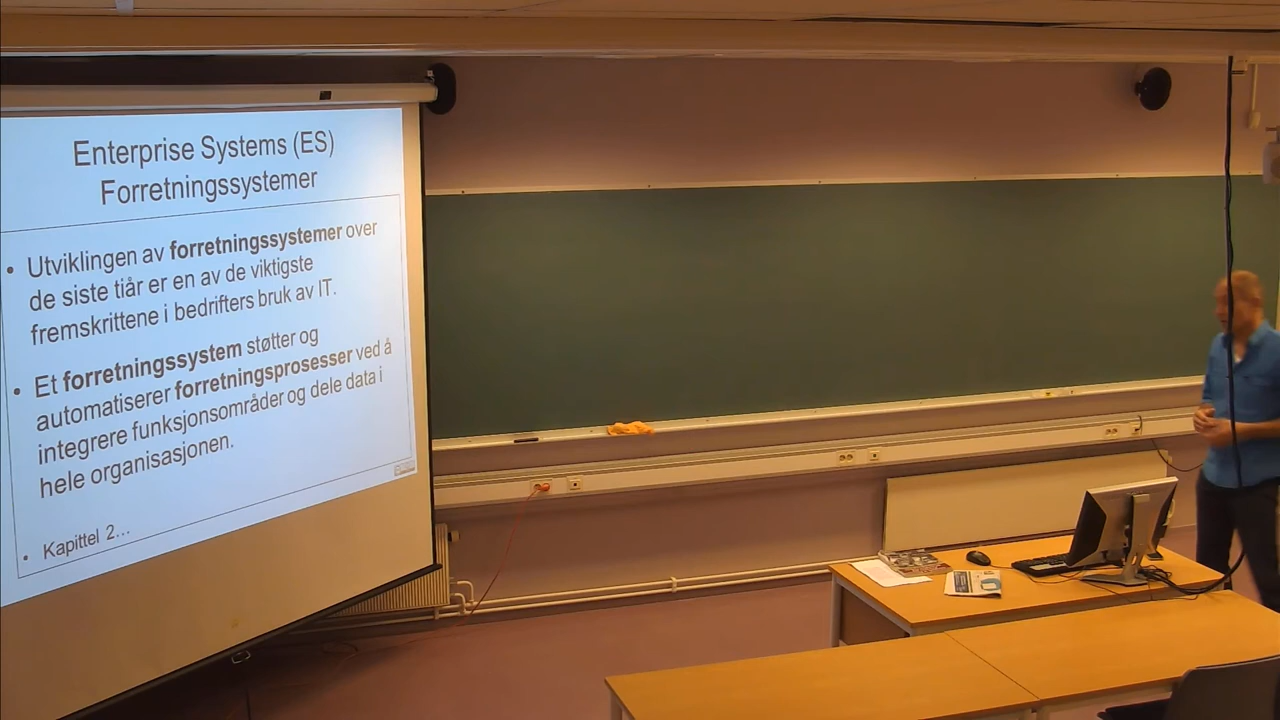 Enterprise Systems (ES)
Forretningssystemer
• Utviklingen av forretningssystemer over
de siste tiår er en av de viktigste
fremskrittene i bedrifters bruk av IT.
• Et forretningssystem støtter og
automatiserer forretningsprosesser ved å
integrere funksjonsområder og dele data i
hele organisasjonen.
• Kapittel 2...